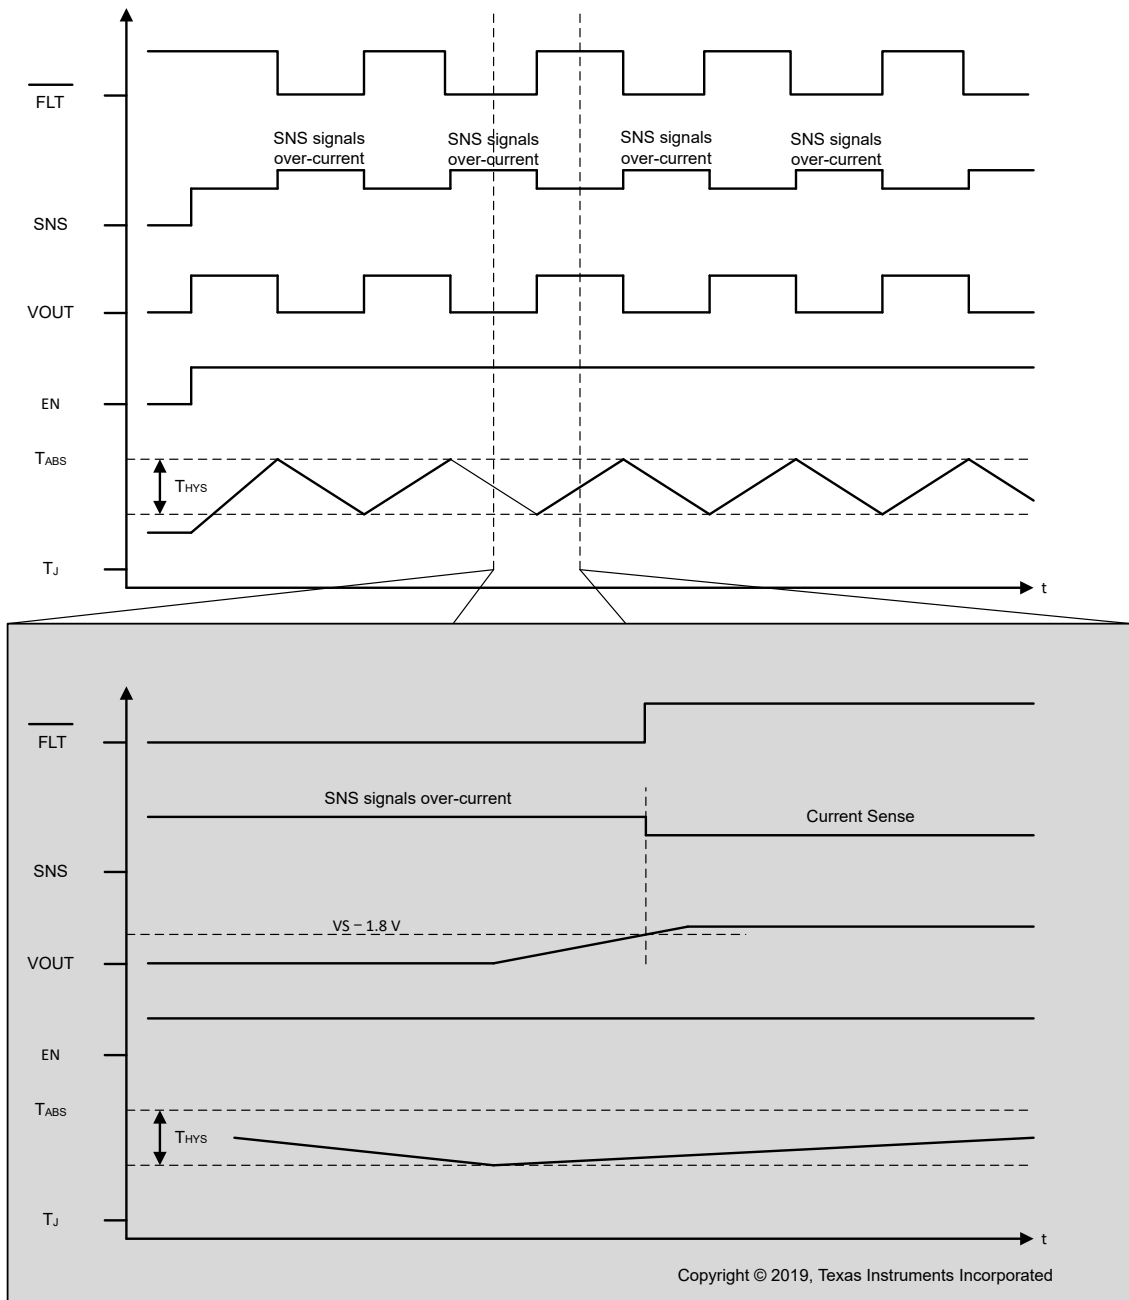 FLT
SNS signals
over-current
SNS signals
over-current
SNS signals
over-current
SNS signals
over-current
SNS
VOUT
EN
TABS
THYS
TJ
t
FLT
SNS signals over-current
Current Sense
SNS
VS – 1.8 V
VOUT
EN
TABS
THYS
TJ
t
Copyright © 2019, Texas Instruments Incorporated